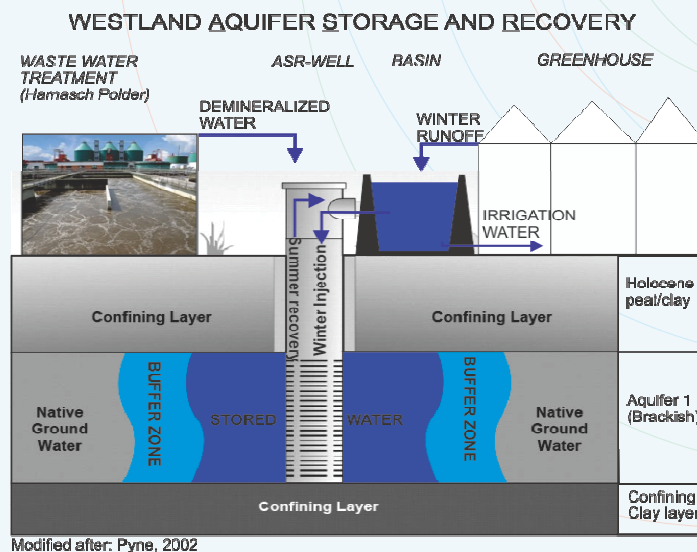 WESTLAND AQUIFER STORAGE AND RECOVERY
WASTE WATER
TREATMENT
(Harnasch Polder)
ASR-WELL
BASIN
GREENHOUSE
DEMINERALIZED
WATER
WINTER
RUNOFF
IRRIGATION
WATER
Summer recovery
Winter Injection
Confining Layer
Confining Layer
Holocene
peat/clay
Native
Ground
Water
BUFFER ZONE
STORED
WATER
BUFFER ZONE
Native
Ground
Water
Aquifer 1
(Brackish)
Confining Layer
Confining
Clay layer
Modified after: Pyne, 2002